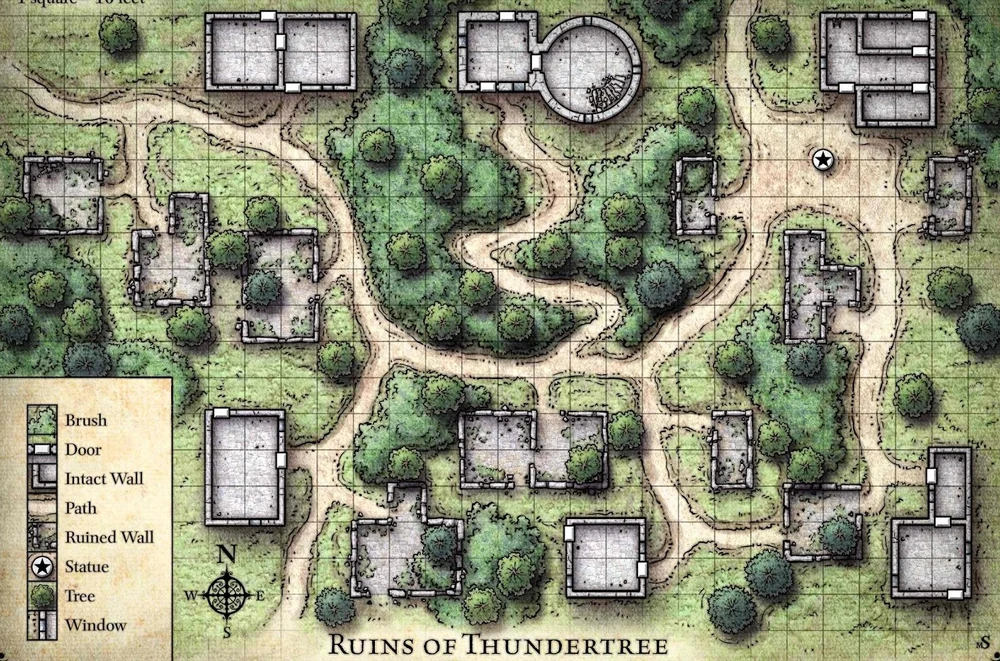 1 square = 10 feet
Brush
Door
Intact Wall
Path
Ruined Wall
Statue
Tree
Window
N
W E
S
RUINS OF THUNDERTREE